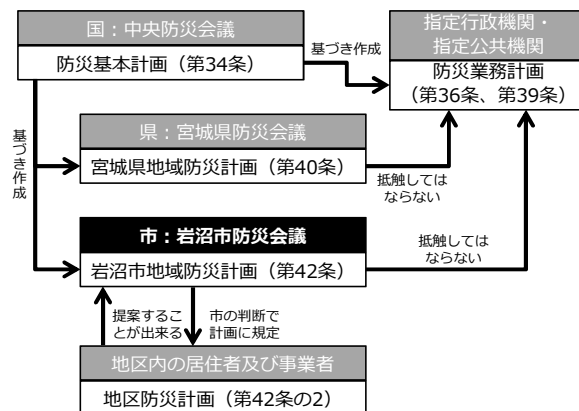 国：中央防災会議
防災基本計画（第34条）
基づき作成
指定行政機関・
指定公共機関
防災業務計画
（第36条、第39条）
基づき作成
県：宮城県防災会議
宮城県地域防災計画（第40条）
抵触しては
ならない
市：岩沼市防災会議
岩沼市地域防災計画（第42条）
抵触しては
ならない
提案するこ
とが出来る
市の判断で
計画に規定
地区内の居住者及び事業者
地区防災計画（第42条の2）